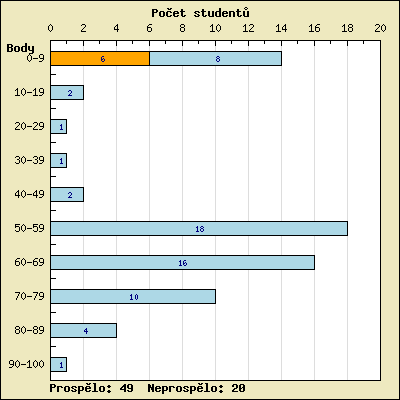 Počet studentů
0 2 4 6 8 10 12 14 16 18 20
Body
0-9 6 8
10-19 2
20-29 1
30-39 1
40-49 2
50-59 18
60-69 16
70-79 10
80-89 4
90-100 1
Prospělo: 49 Neprospělo: 20